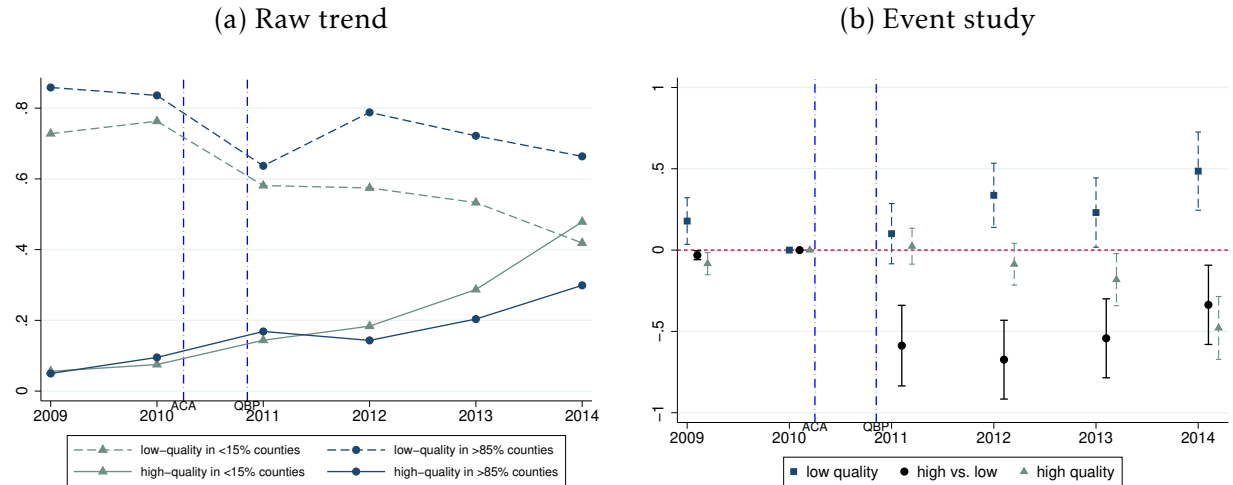 (a) Raw trend
.8
.6
.4
.2
0
2009 2010 ACA QBP 2011 2012 2013 2014
low−quality in <15% counties low−quality in >85% counties
high−quality in <15% counties high−quality in >85% counties
(b) Event study
1
.5
0
−.5
−1
2009 2010 ACA QBP 2011 2012 2013 2014
low quality high vs. low high quality